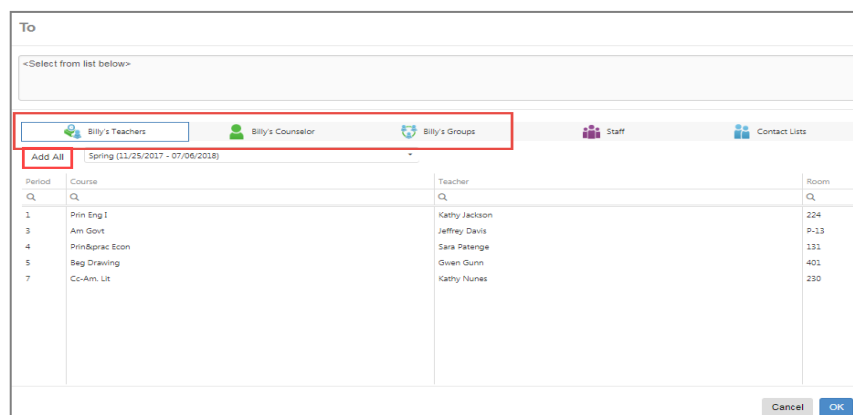 To
<Select from list below>
Billy's Teachers Billy's Counselor Billy's Groups Staff Contact Lists
Add All Spring (11/25/2017 - 07/06/2018)
Period Course Teacher Room
1 Prin Eng I Kathy Jackson 224
3 Am Govt Jeffrey Davis P-13
4 Prin&prac Econ Sara Patenge 131
5 Beg Drawing Gwen Gunn 401
7 Cc-Am. Lit Kathy Nunes 230
Cancel OK